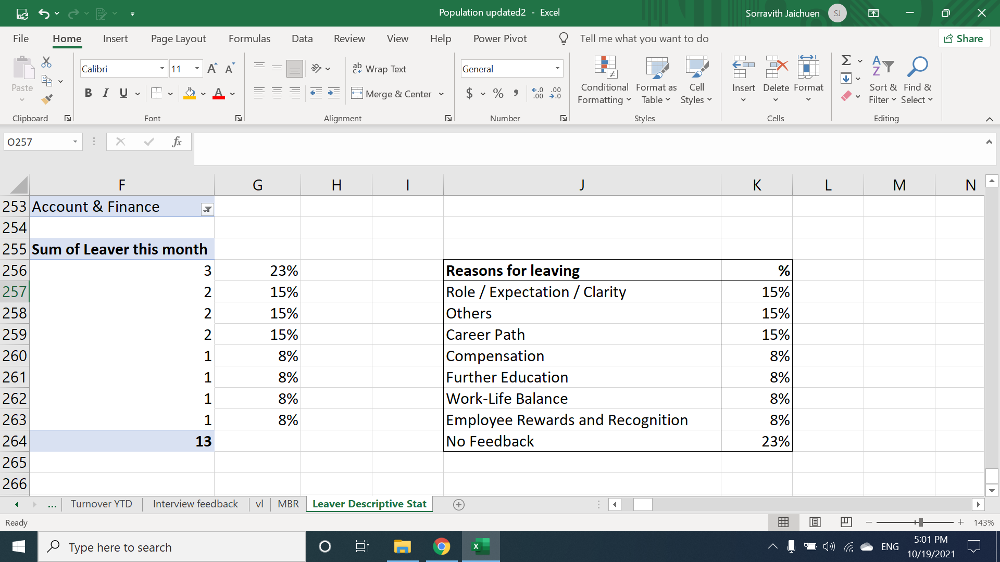 Population updated2 - Excel
Sorravith Jaichuen
SJ
File Home Insert Page Layout Formulas Data Review View Help Power Pivot Tell me what you want to do Share
Paste
Clipboard
Calibri 11
B I U A
Font
ab Wrap Text
Merge & Center
Alignment
General
$ % 9
Number
Conditional Formatting
Format as Table
Cell Styles
Styles
Insert Delete Format
Cells
Sort & Filter
Find & Select
Editing
O257 fx
F G H I J K L M N
253 Account & Finance
254
255 Sum of Leaver this month
256 3 23% Reasons for leaving %
257 2 15% Role / Expectation / Clarity 15%
258 2 15% Others 15%
259 2 15% Career Path 15%
260 1 8% Compensation 8%
261 1 8% Further Education 8%
262 1 8% Work-Life Balance 8%
263 1 8% Employee Rewards and Recognition 8%
264 13 No Feedback 23%
265
266
... Turnover YTD Interview feedback vl MBR Leaver Descriptive Stat
Ready 143%
Type here to search
ENG
5:01 PM
10/19/2021